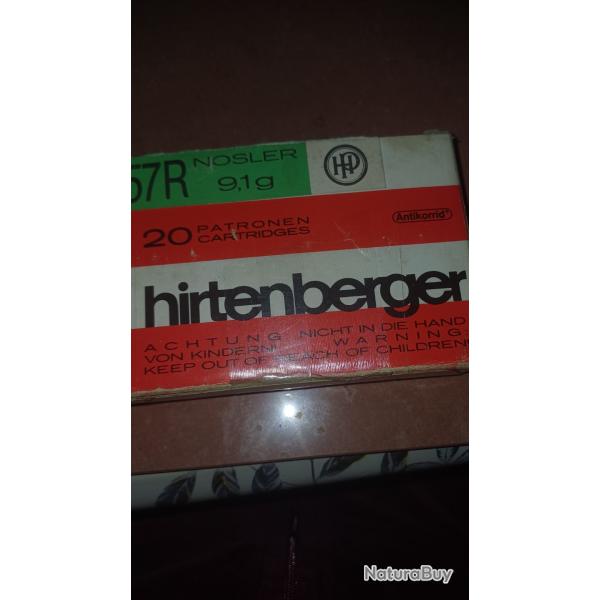 57R NOSLER
9,1g
HP
20 PATRONEN
CARTRIDGES
Antikorrid®
hirtenberger
ACHTUNG NICHT IN DIE HAND
VON KINDERN! WARNING
KEEP OUT OF REACH OF CHILDREN!
NaturaBuy